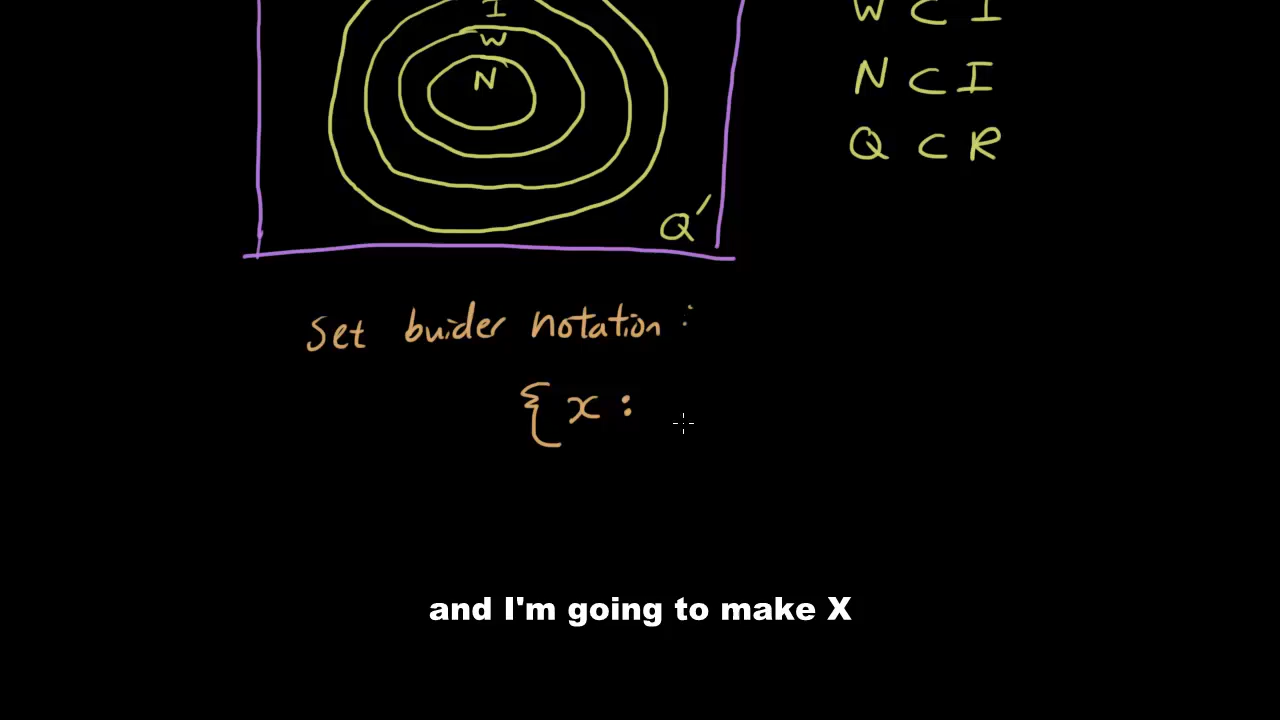 I
W
N
Q'
W ⊂ I
N ⊂ I
Q ⊂ R
Set buider notation :
{ x :
and I'm going to make X